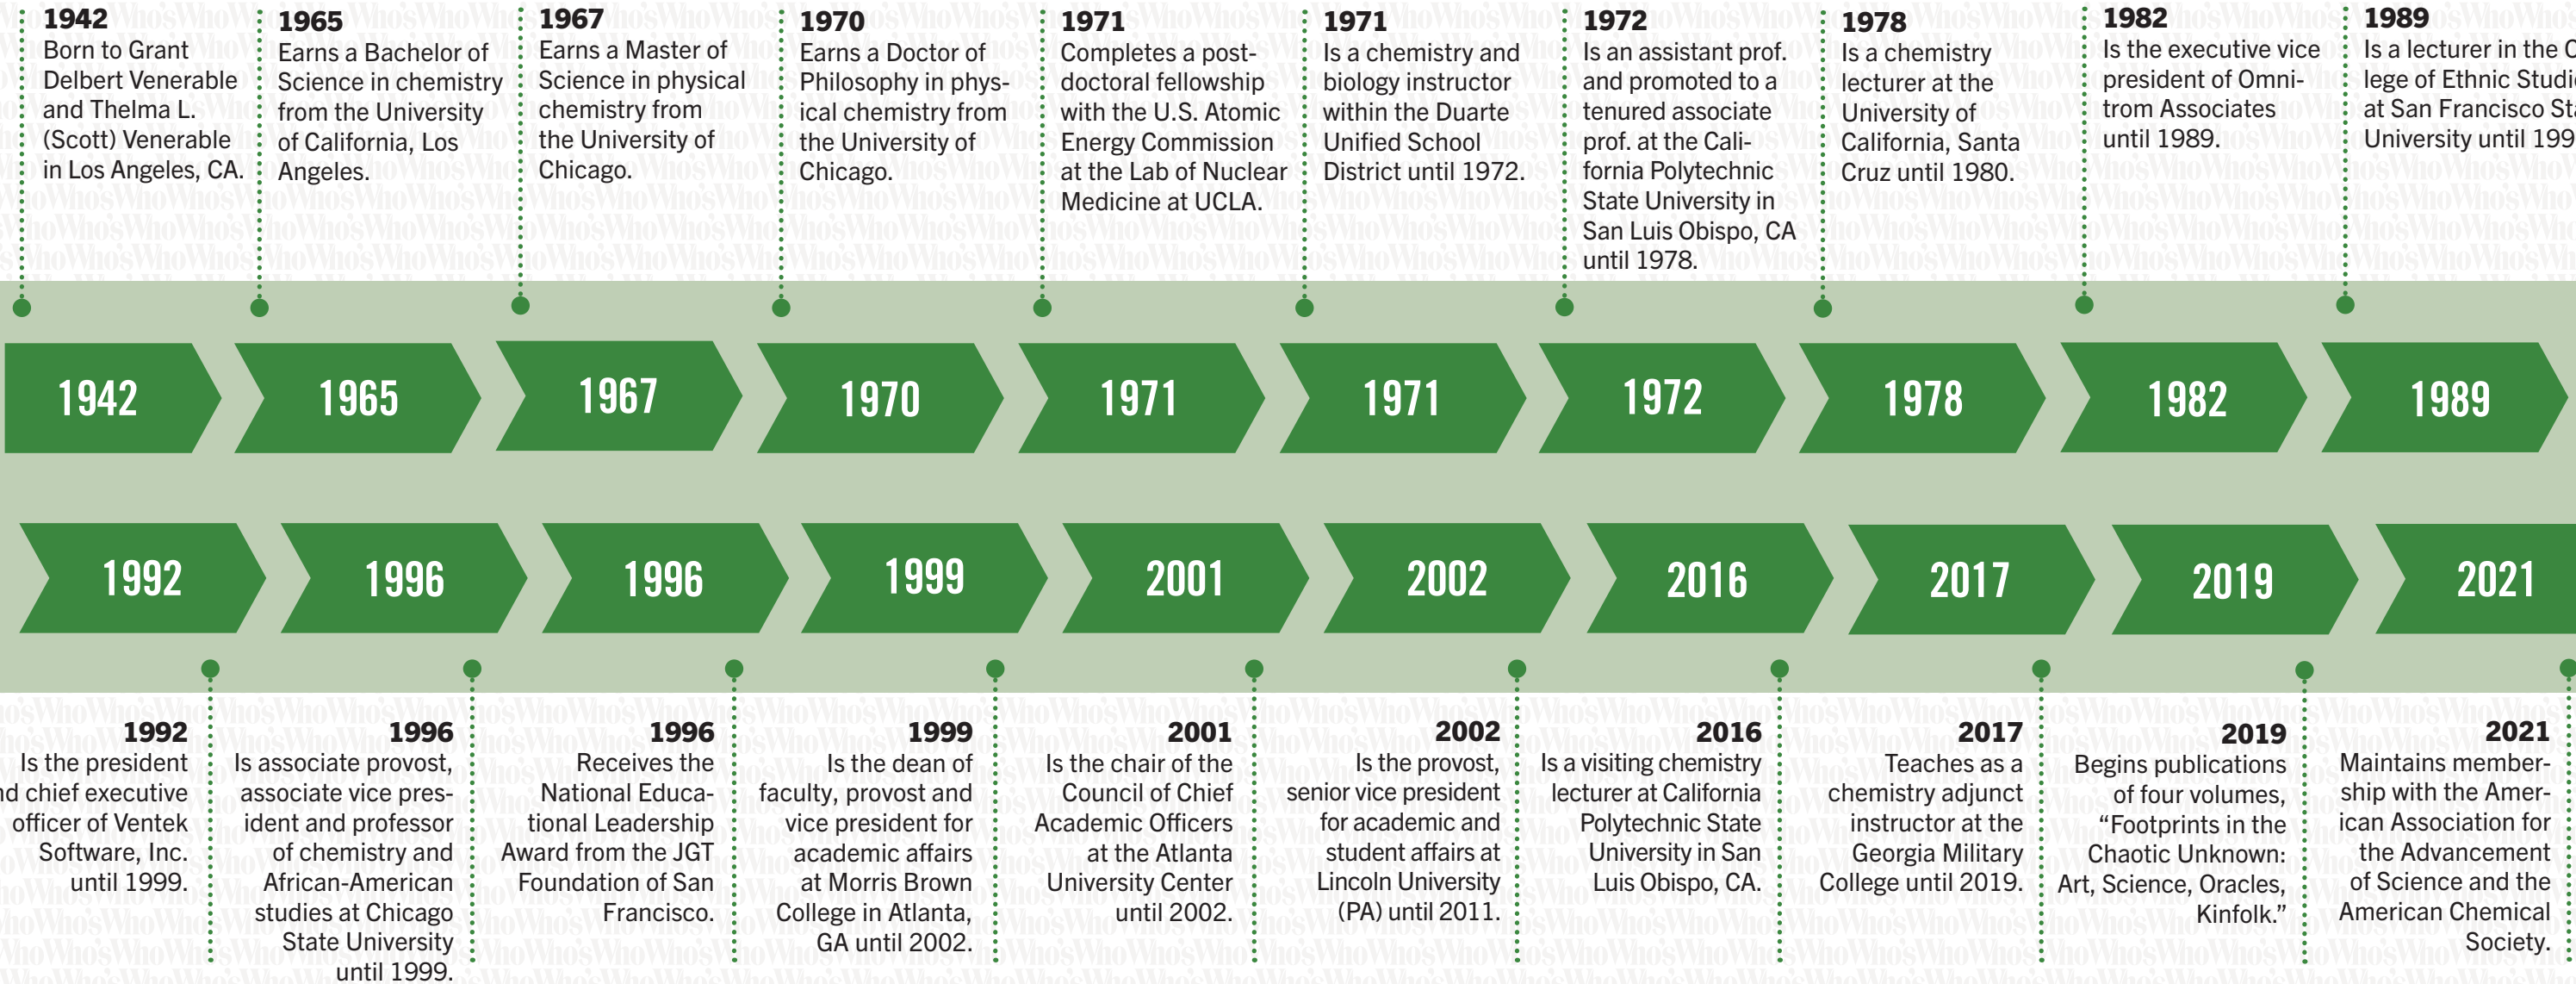 1942
Born to Grant
Delbert Venerable
and Thelma L.
(Scott) Venerable
in Los Angeles, CA.
1965
Earns a Bachelor of
Science in chemistry
from the University
of California, Los
Angeles.
1967
Earns a Master of
Science in physical
chemistry from
the University of
Chicago.
1970
Earns a Doctor of
Philosophy in phys-
ical chemistry from
the University of
Chicago.
1971
Completes a post-
doctoral fellowship
with the U.S. Atomic
Energy Commission
at the Lab of Nuclear
Medicine at UCLA.
1971
Is a chemistry and
biology instructor
within the Duarte
Unified School
District until 1972.
1972
Is an assistant prof.
and promoted to a
tenured associate
prof. at the Cali-
fornia Polytechnic
State University in
San Luis Obispo, CA
until 1978.
1978
Is a chemistry
lecturer at the
University of
California, Santa
Cruz until 1980.
1982
Is the executive vice
president of Omni-
trom Associates
until 1989.
1989
Is a lecturer in the
lege of Ethnic
at San Francisco
University until
1942 1965 1967 1970 1971 1971 1972 1978 1982 1989
1992 1996 1996 1999 2001 2002 2016 2017 2019 2021
1992
Is the president
chief executive
officer of Ventek
Software, Inc.
until 1999.
1996
Is associate provost,
associate vice pres-
ident and professor
of chemistry and
African-American
studies at Chicago
State University
until 1999.
1996
Receives the
National Educa-
tional Leadership
Award from the JGT
Foundation of San
Francisco.
1999
Is the dean of
faculty, provost and
vice president for
academic affairs
at Morris Brown
College in Atlanta,
GA until 2002.
2001
Is the chair of the
Council of Chief
Academic Officers
at the Atlanta
University Center
until 2002.
2002
Is the provost,
senior vice president
for academic and
student affairs at
Lincoln University
(PA) until 2011.
2016
Is a visiting chemistry
lecturer at California
Polytechnic State
University in San
Luis Obispo, CA.
2017
Teaches as a
chemistry adjunct
instructor at the
Georgia Military
College until 2019.
2019
Begins publications
of four volumes,
“Footprints in the
Chaotic Unknown:
Art, Science, Oracles,
Kinfolk.”
2021
Maintains member-
ship with the Amer-
ican Association for
the Advancement
of Science and the
American Chemical
Society.